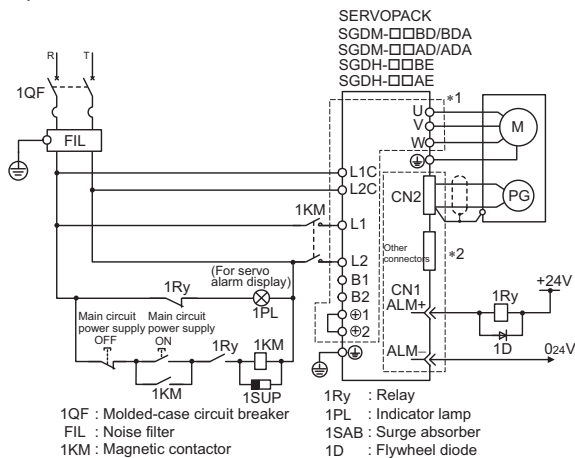 SERVOPACK
SGDM-□□BD/BDA
SGDM-□□AD/ADA
SGDH-□□BE
SGDH-□□AE
R T
1QF
FIL
*1
U
V
W
M
L1C
L2C
CN2
PG
1KM
L1
Other
connectors
*2
L2
(For servo
alarm display)
B1
B2
1Ry
1PL
CN1
ALM+
1Ry
+24V
⊕1
⊕2
Main circuit
power supply
OFF
Main circuit
power supply
ON
1Ry
1KM
1KM
1SUP
1D
ALM-
024V
1QF : Molded-case circuit breaker
FIL : Noise filter
1KM : Magnetic contactor
1Ry : Relay
1PL : Indicator lamp
1SAB : Surge absorber
1D : Flywheel diode